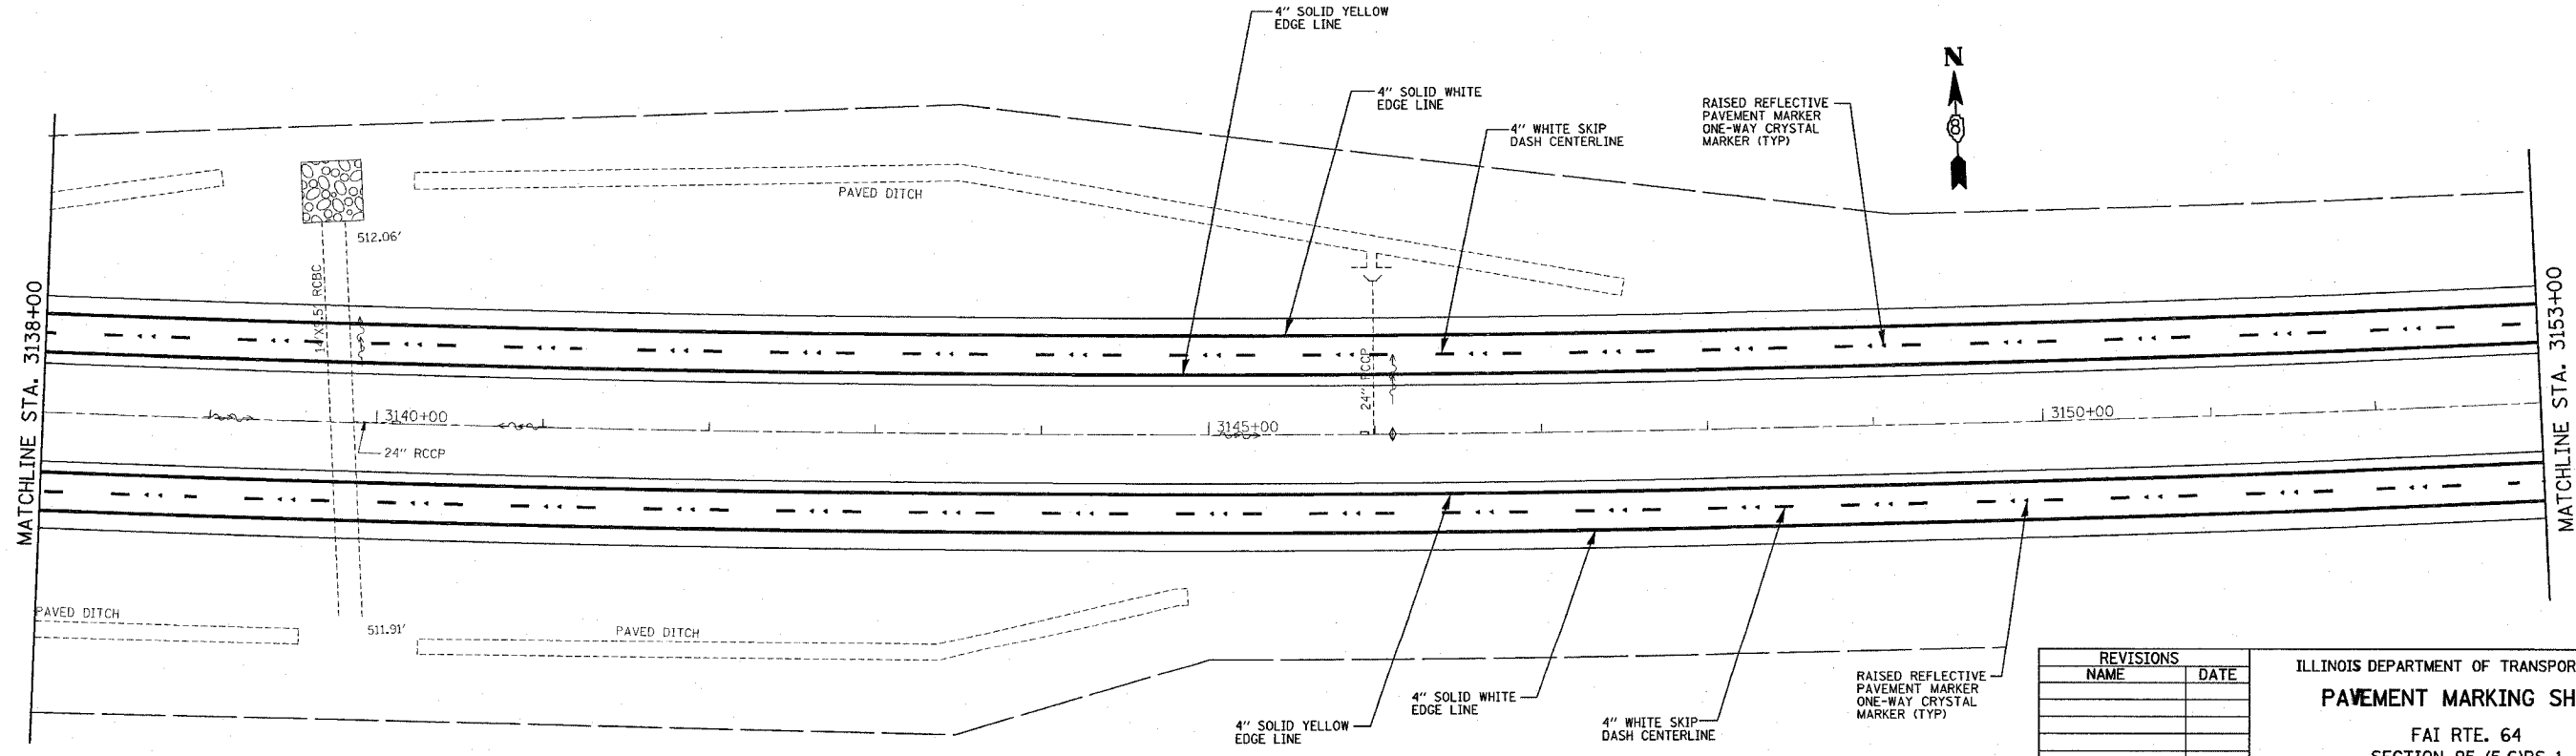 4" SOLID YELLOW
EDGE LINE
4" SOLID WHITE
EDGE LINE
4" WHITE SKIP
DASH CENTERLINE
RAISED REFLECTIVE
PAVEMENT MARKER
ONE-WAY CRYSTAL
MARKER (TYP)
N
8
PAVED DITCH
512.06'
RCBC
MATCHLINE STA. 3138+00
MATCHLINE STA. 3153+00
24" RCCP
3140+00
3145+00
3150+00
24" RCCP
PAVED DITCH
511.91'
PAVED DITCH
4" SOLID YELLOW
EDGE LINE
4" SOLID WHITE
EDGE LINE
4" WHITE SKIP
DASH CENTERLINE
RAISED REFLECTIVE
PAVEMENT MARKER
ONE-WAY CRYSTAL
MARKER (TYP)
REVISIONS
NAME DATE
ILLINOIS DEPARTMENT OF TRANSPOR
PAVEMENT MARKING SH
FAI RTE. 64